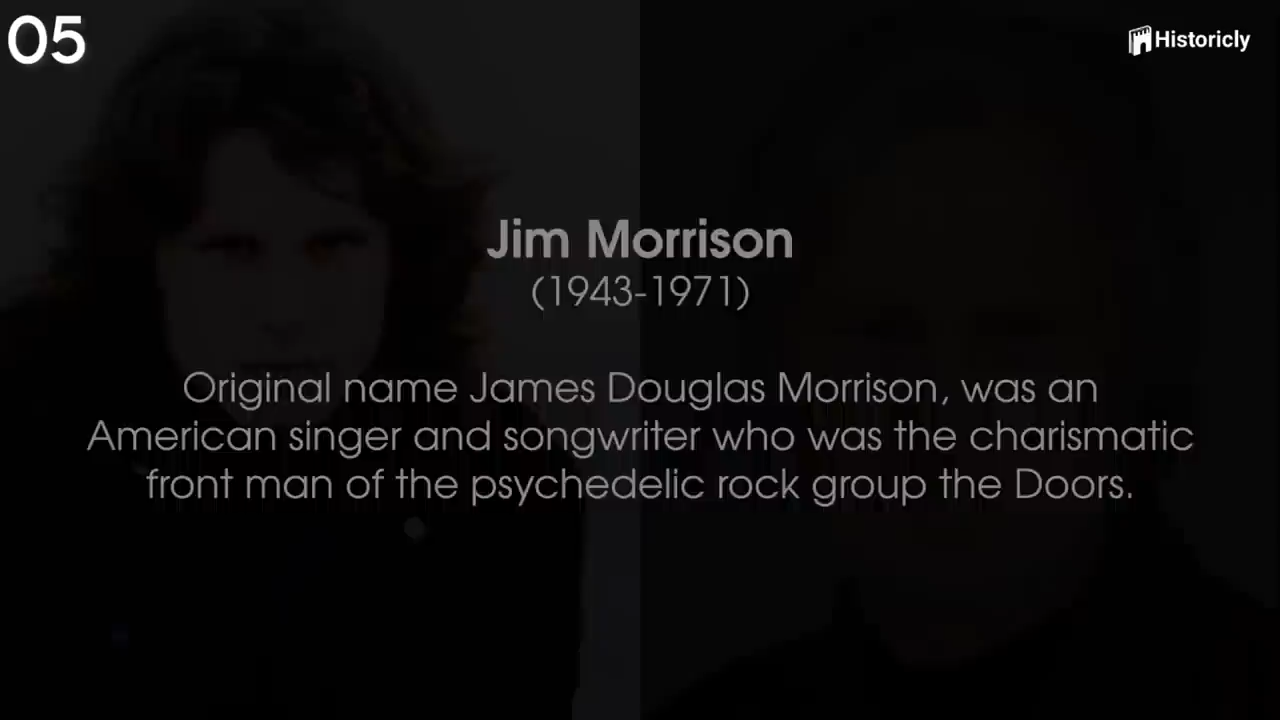 05
Historicly
Jim Morrison
(1943-1971)
Original name James Douglas Morrison, was an
American singer and songwriter who was the charismatic
front man of the psychedelic rock group the Doors.